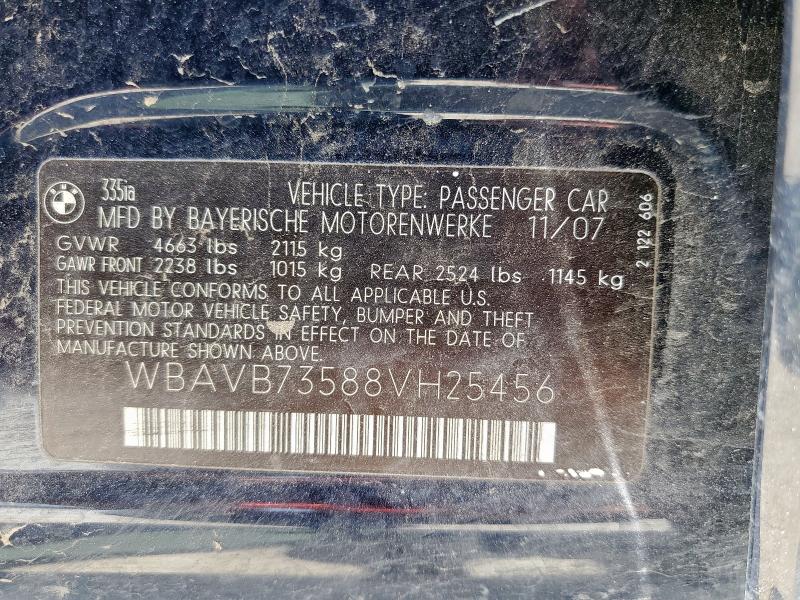 335ia
VEHICLE TYPE: PASSENGER CAR
MFD BY BAYERISCHE MOTORENWERKE 11/07
GVWR 4663 lbs 2115 kg
GAWR FRONT 2238 lbs 1015 kg REAR 2524 lbs 1145 kg
THIS VEHICLE CONFORMS TO ALL APPLICABLE U.S.
FEDERAL MOTOR VEHICLE SAFETY, BUMPER AND THEFT
PREVENTION STANDARDS IN EFFECT ON THE DATE OF
MANUFACTURE SHOWN ABOVE.
WBAVB73588VH25456
2 122 606